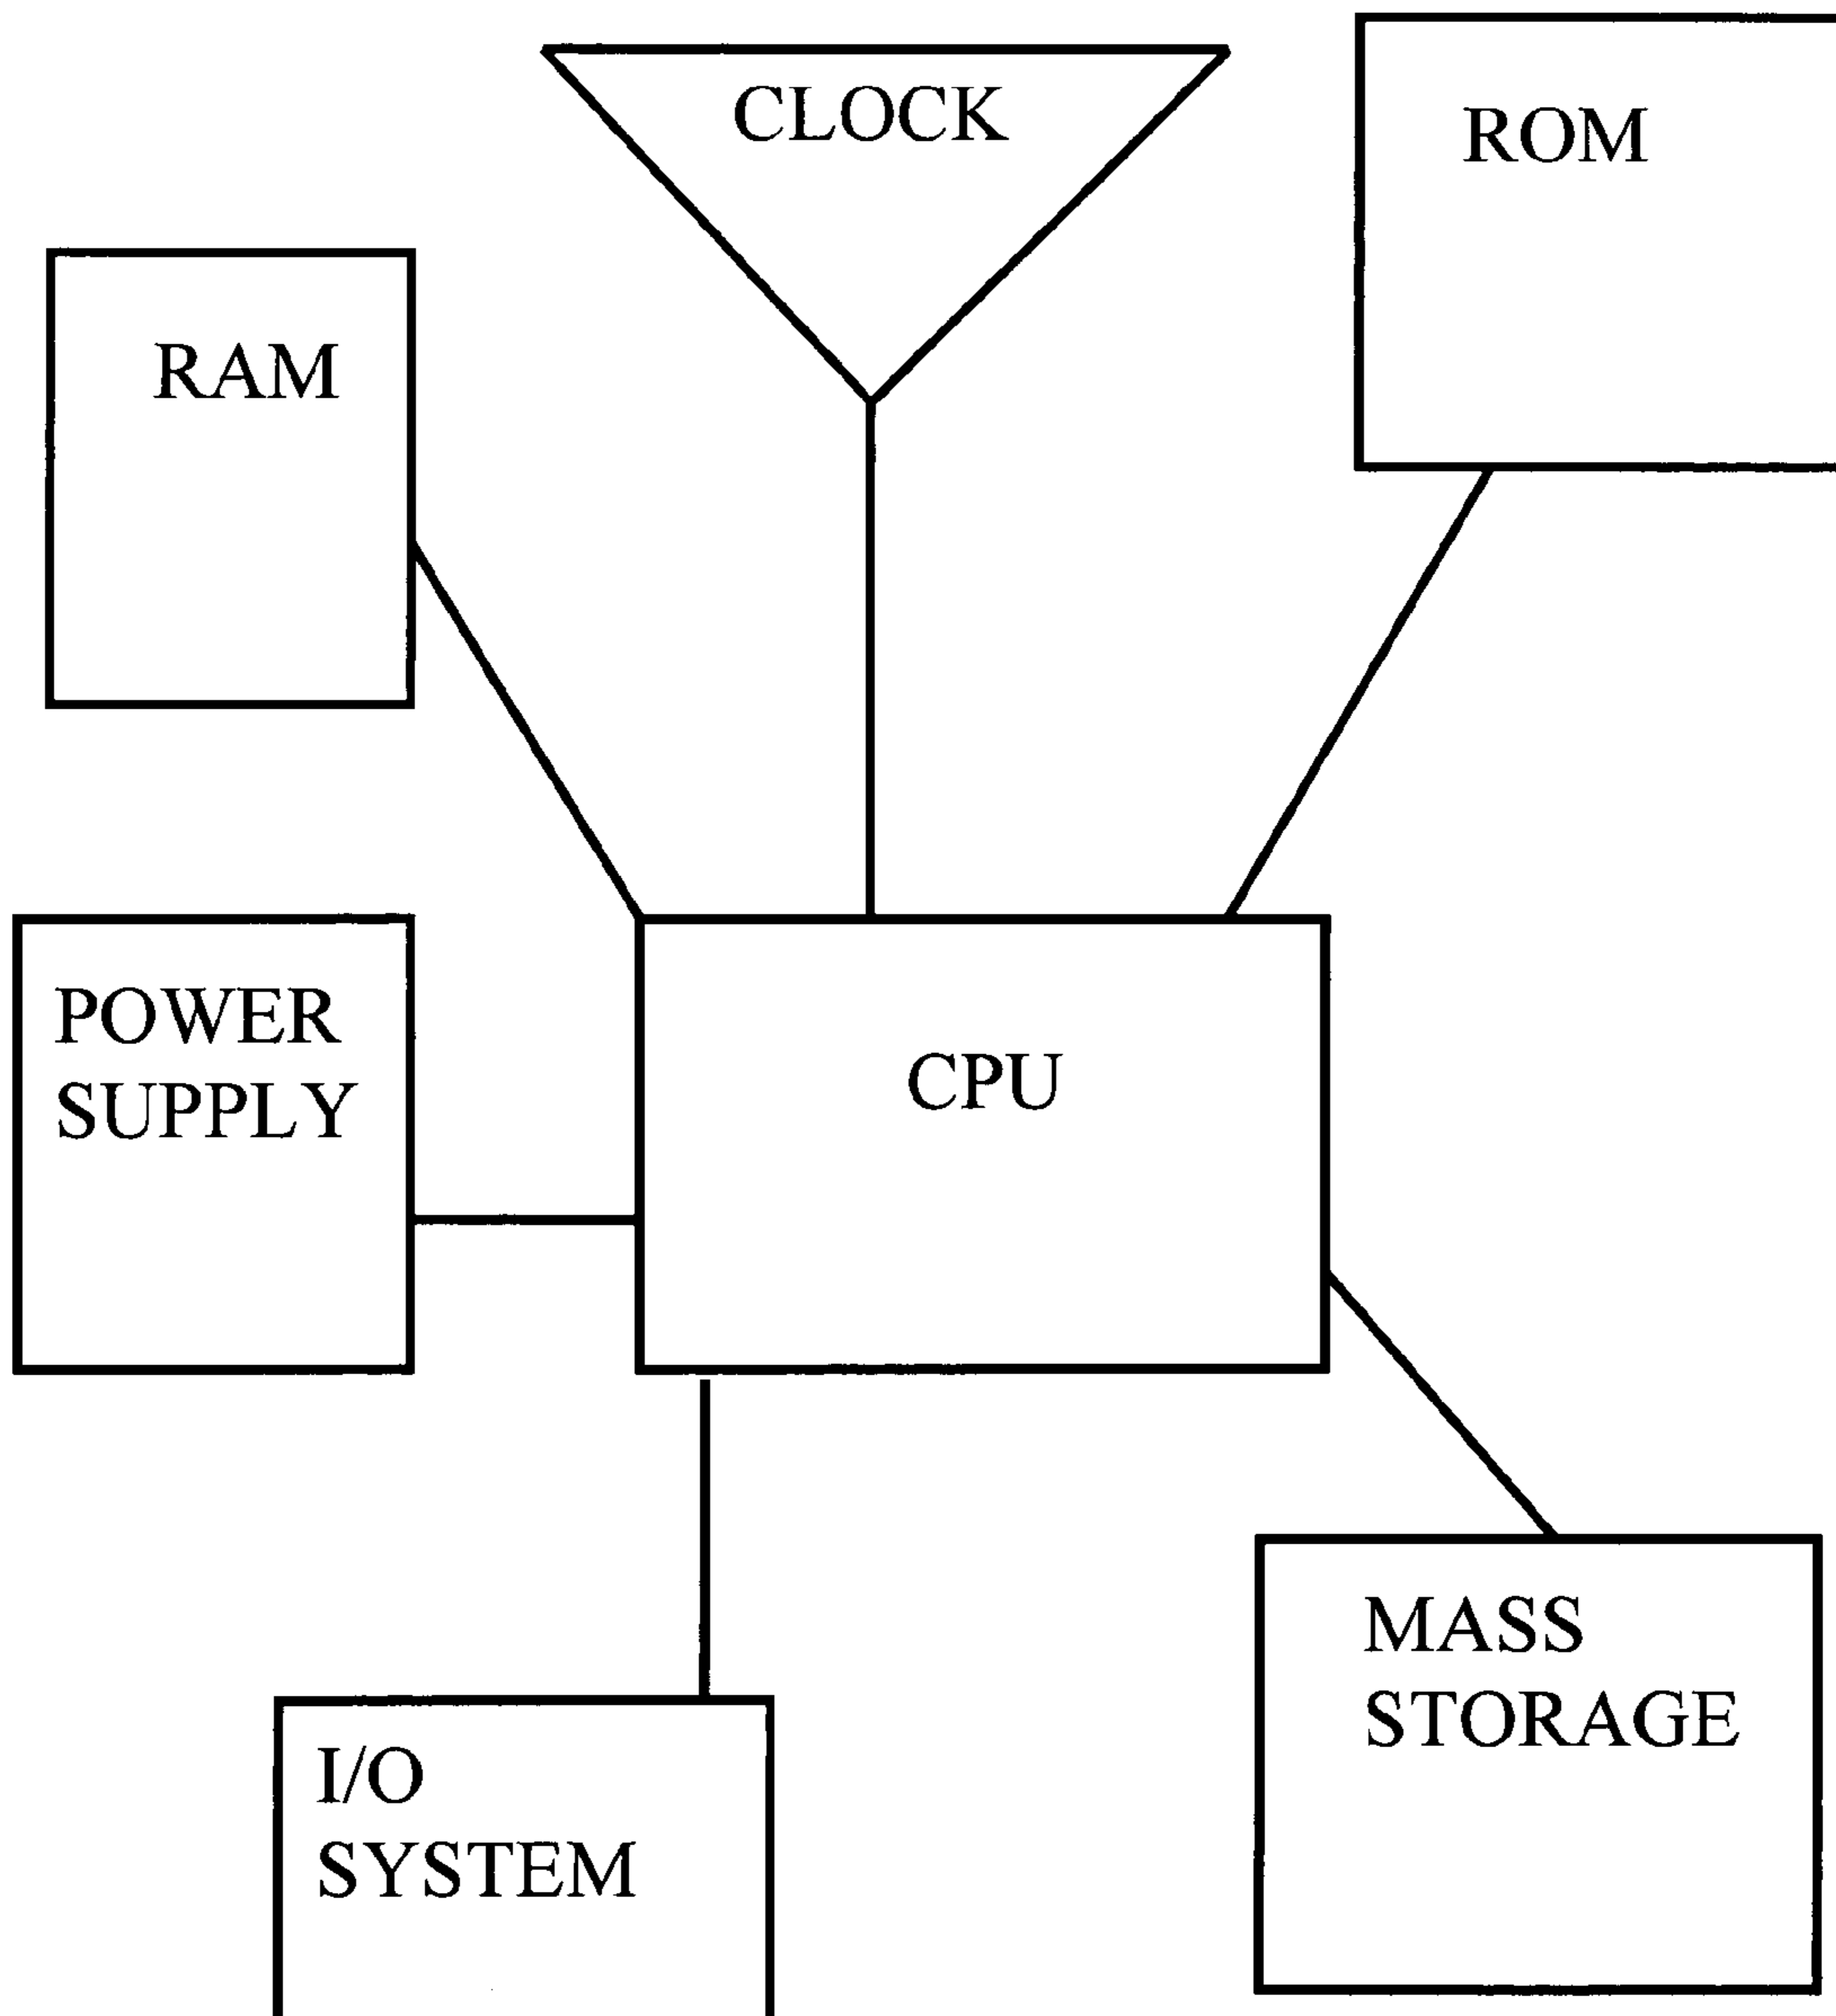 CLOCK
ROM
RAM
POWER
SUPPLY
CPU
MASS
STORAGE
I/O
SYSTEM